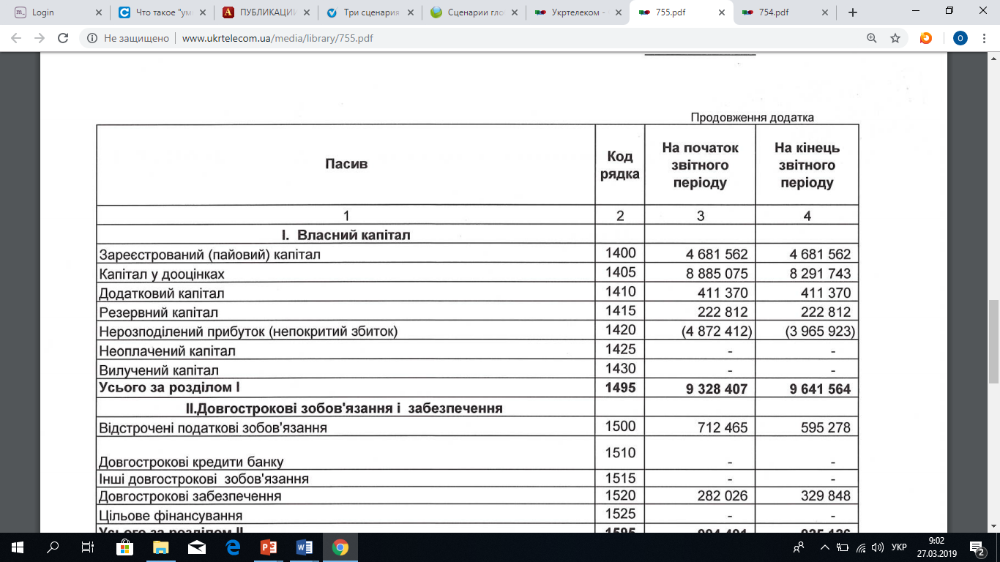 Login
Что такое "ум
ПУБЛИКАЦИ
Три сценария
Сценарии гло
Укртелеком -
755.pdf
754.pdf
Не защищено | www.ukrtelecom.ua/media/library/755.pdf
Продовження додатка
Пасив Код рядка На початок звітного періоду На кінець звітного періоду
1 2 3 4
І. Власний капітал
Зареєстрований (пайовий) капітал 1400 4 681 562 4 681 562
Капітал у дооцінках 1405 8 885 075 8 291 743
Додатковий капітал 1410 411 370 411 370
Резервний капітал 1415 222 812 222 812
Нерозподілений прибуток (непокритий збиток) 1420 (4 872 412) (3 965 923)
Неоплачений капітал 1425 - -
Вилучений капітал 1430 - -
Усього за розділом І 1495 9 328 407 9 641 564
ІІ.Довгострокові зобов'язання і забезпечення
Відстрочені податкові зобов'язання 1500 712 465 595 278
Довгострокові кредити банку 1510 - -
Інші довгострокові зобов'язання 1515 - -
Довгострокові забезпечення 1520 282 026 329 848
Цільове фінансування 1525 - -
Усього за розділом ІІ 1595
УКР
9:02
27.03.2019
2